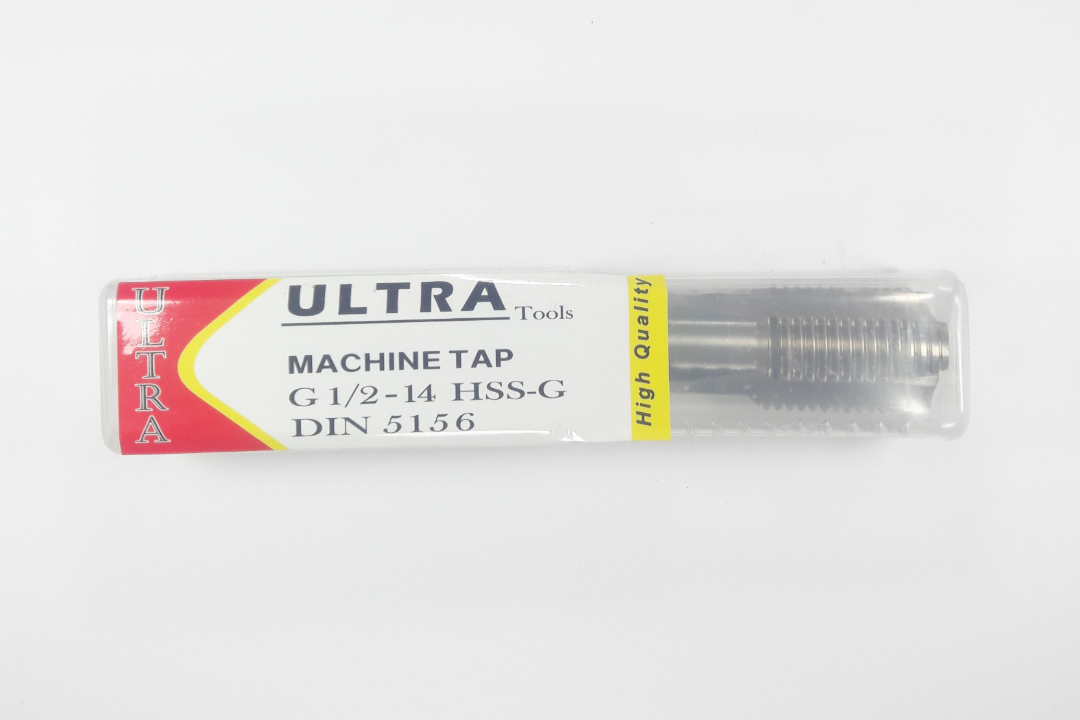 ULTRA
ULTRA Tools
MACHINE TAP
G 1/2-14 HSS-G
DIN 5156
High Quality